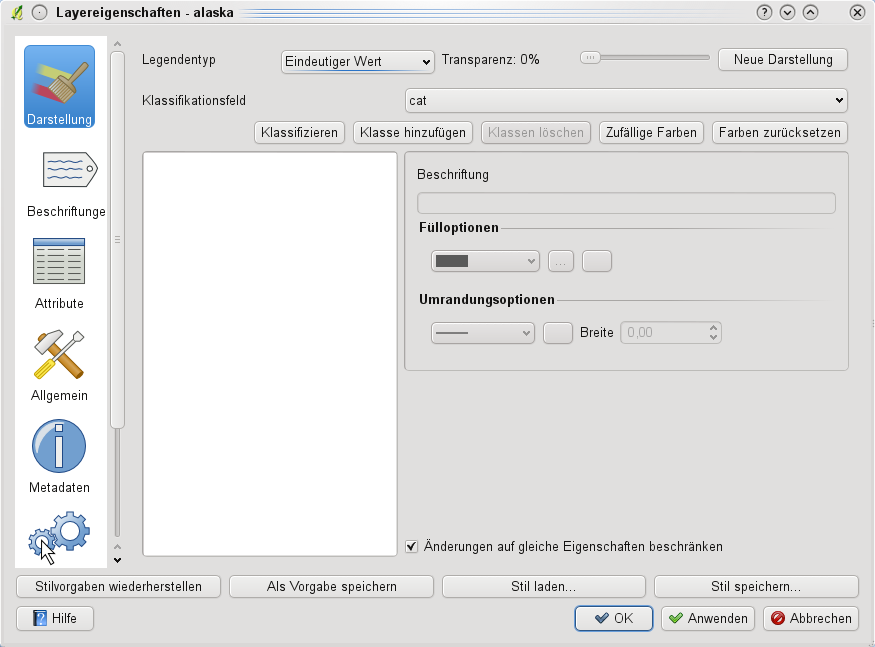 Layereigenschaften - alaska
Darstellung
Beschriftunge
Attribute
Allgemein
Metadaten
Legendentyp
Eindeutiger Wert
Transparenz: 0%
Neue Darstellung
Klassifikationsfeld
cat
Klassifizieren
Klasse hinzufügen
Klassen löschen
Zufällige Farben
Farben zurücksetzen
Beschriftung
Fülloptionen
...
Umrandungsoptionen
Breite
0,00
Änderungen auf gleiche Eigenschaften beschränken
Stilvorgaben wiederherstellen
Als Vorgabe speichern
Stil laden...
Stil speichern...
Hilfe
OK
Anwenden
Abbrechen